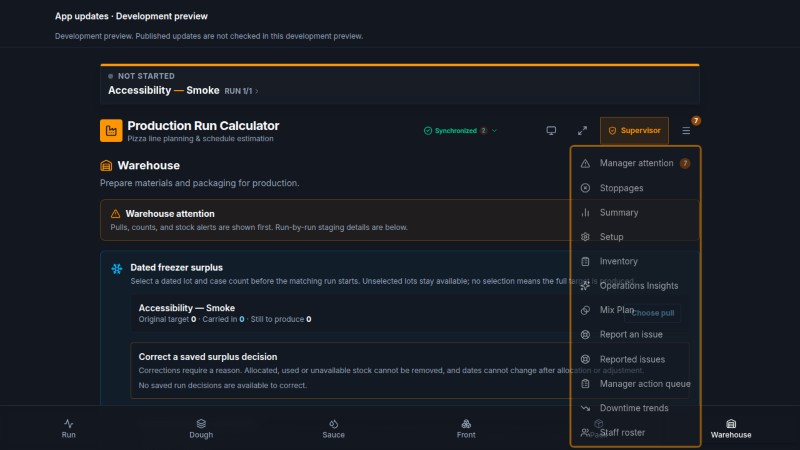 App updates · Development preview
Development preview. Published updates are not checked in this development preview.
NOT STARTED
Accessibility — Smoke RUN 1/1 ›
Production Run Calculator
Pizza line planning & schedule estimation
Synchronized 2
Supervisor
7
Warehouse
Prepare materials and packaging for production.
Warehouse attention
Pulls, counts, and stock alerts are shown first. Run-by-run staging details are below.
Dated freezer surplus
Select a dated lot and case count before the matching run starts. Unselected lots stay available; no selection means the full target is produced.
Accessibility — Smoke
Original target 0 · Carried in 0 · Still to produce 0
Choose pull
Correct a saved surplus decision
Corrections require a reason. Allocated, used or unavailable stock cannot be removed, and dates cannot change after allocation or adjustment.
No saved run decisions are available to correct.
Manager attention 7
Stoppages
Summary
Setup
Inventory
Operations Insights
Mix Plan
Report an issue
Reported issues
Manager action queue
Downtime trends
Staff roster
Run
Dough
Sauce
Front
Warehouse